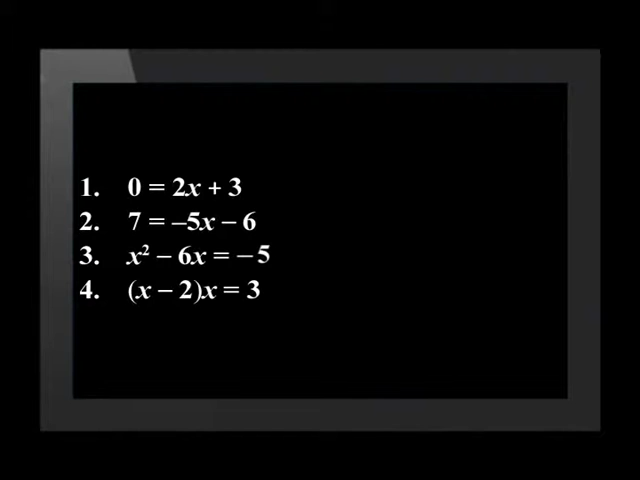 1. 0 = 2x + 3
2. 7 = –5x – 6
3. x² – 6x = – 5
4. (x – 2)x = 3